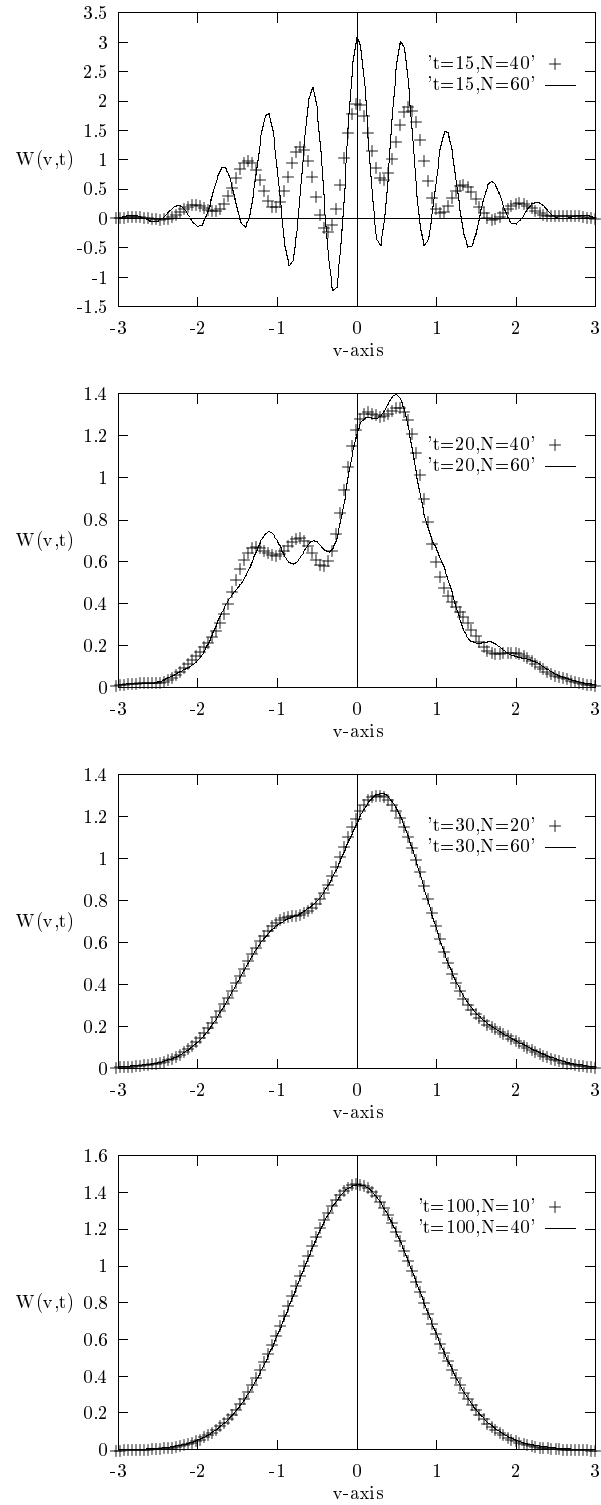 3.5
3
2.5
2
1.5
1
0.5
0
-0.5
-1
-1.5
W(v,t)
't=15,N=40'
't=15,N=60'
-3 -2 -1 0 1 2 3
v-axis
1.4
1.2
1
0.8
0.6
0.4
0.2
0
W(v,t)
't=20,N=40'
't=20,N=60'
-3 -2 -1 0 1 2 3
v-axis
1.4
1.2
1
0.8
0.6
0.4
0.2
0
W(v,t)
't=30,N=20'
't=30,N=60'
-3 -2 -1 0 1 2 3
v-axis
1.6
1.4
1.2
1
0.8
0.6
0.4
0.2
0
W(v,t)
't=100,N=10'
't=100,N=40'
-3 -2 -1 0 1 2 3
v-axis